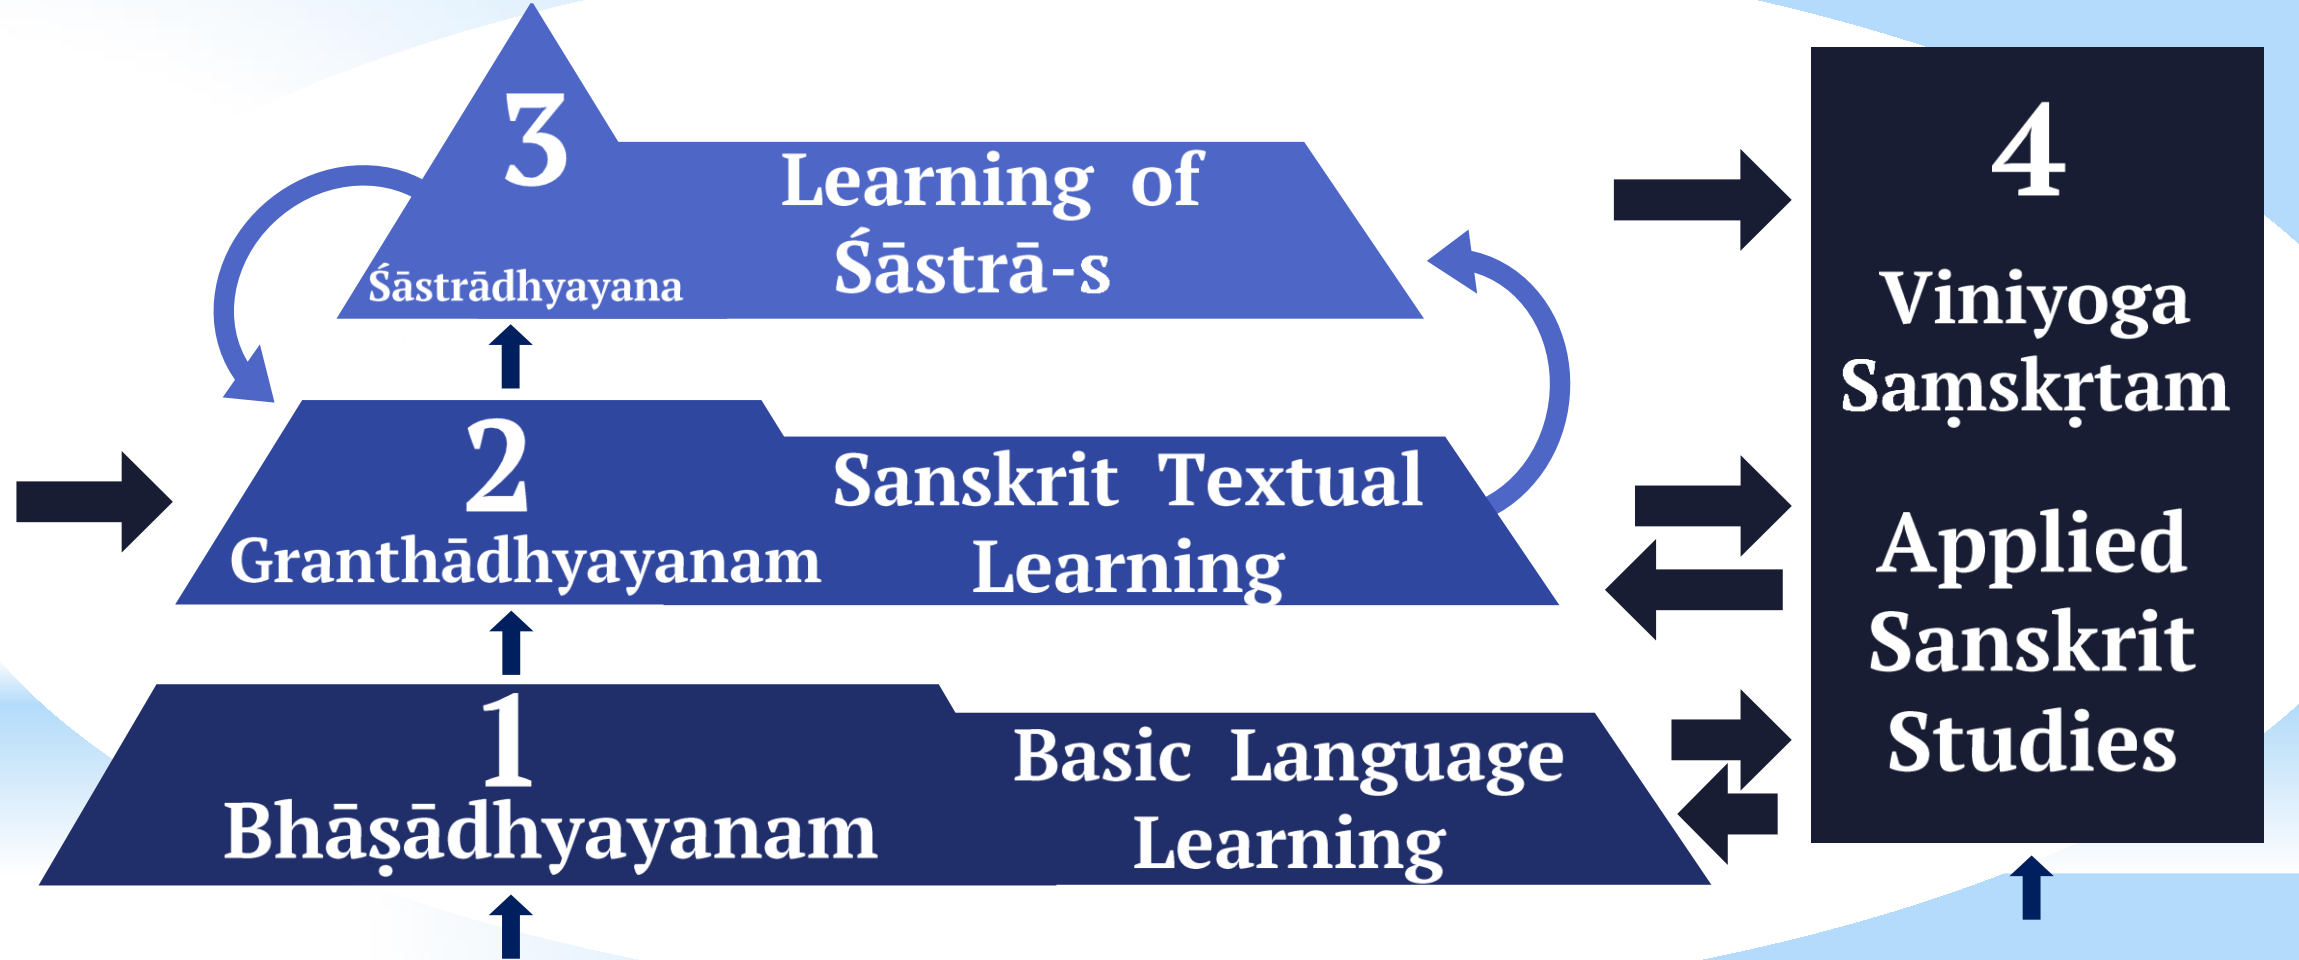 3
Śāstrādhyayana
Learning of
Śāstrā-s
2
Granthādhyayanam
Sanskrit Textual
Learning
1
Bhāṣādhyayanam
Basic Language
Learning
4
Viniyoga
Saṃskṛtam
Applied
Sanskrit
Studies